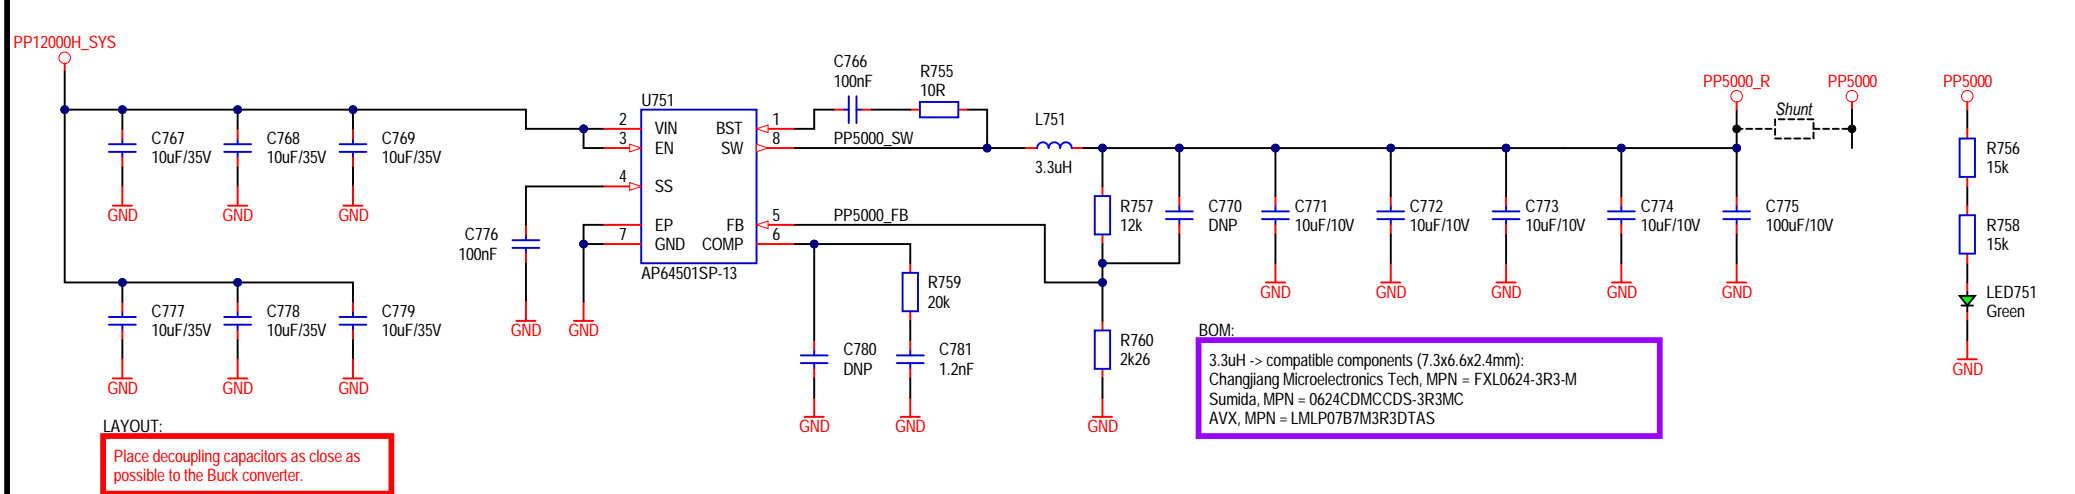 PP12000H_SYS
C767
10uF/35V
GND
C768
10uF/35V
GND
C769
10uF/35V
GND
C777
10uF/35V
GND
C778
10uF/35V
GND
C779
10uF/35V
GND
LAYOUT:
Place decoupling capacitors as close as
possible to the Buck converter.
C776
100nF
GND
GND
U751
2 VIN
3 EN
4 SS
EP
7 GND
BST 1
SW 8
FB 5
COMP 6
AP64501SP-13
C766
100nF
R755
10R
PP5000_SW
PP5000_FB
L751
3.3uH
C780
DNP
GND
R759
20k
C781
1.2nF
GND
R757
12k
R760
2k26
GND
C770
DNP
C771
10uF/10V
GND
C772
10uF/10V
GND
C773
10uF/10V
GND
C774
10uF/10V
GND
C775
100uF/10V
GND
PP5000_R
Shunt
PP5000
PP5000
R756
15k
R758
15k
LED751
Green
GND
BOM:
3.3uH -> compatible components (7.3x6.6x2.4mm):
Changjiang Microelectronics Tech, MPN = FXL0624-3R3-M
Sumida, MPN = 0624CDMCCDS-3R3MC
AVX, MPN = LMLP07B7M3R3DTAS